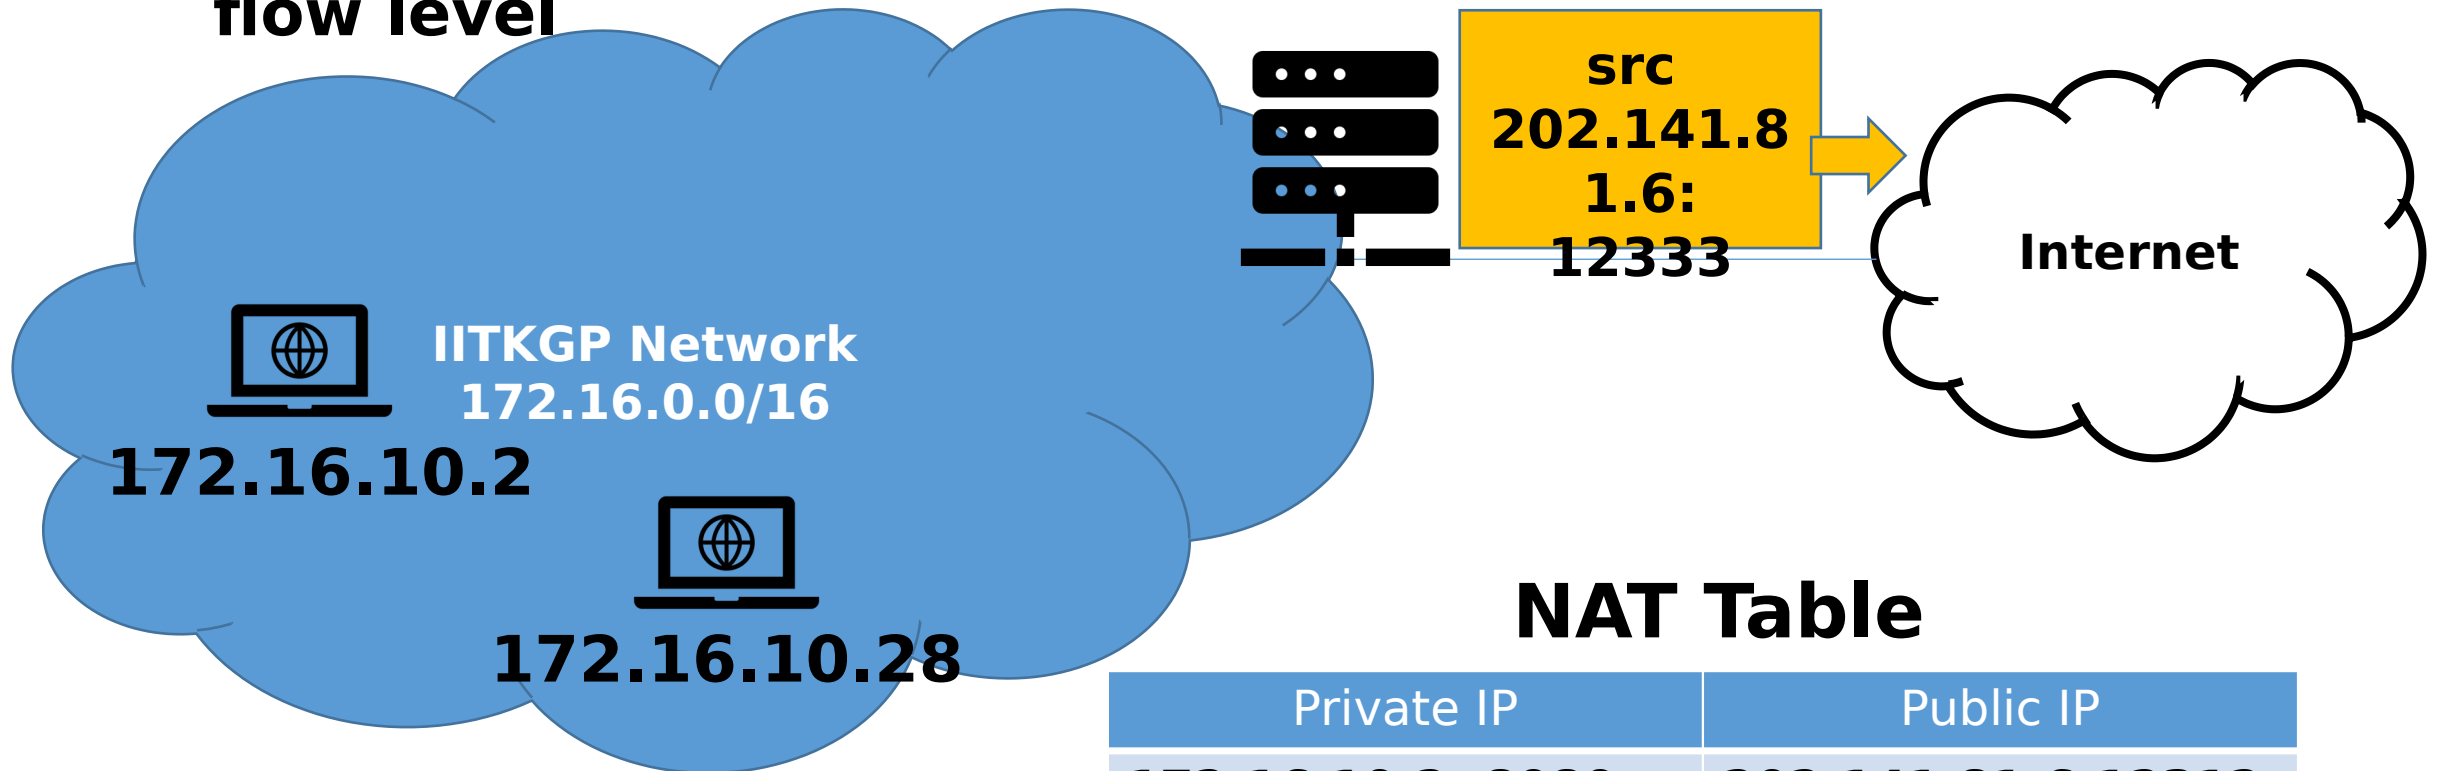 flow level
src
202.141.8
1.6:
12333
Internet
IITKGP Network
172.16.0.0/16
172.16.10.2
172.16.10.28
NAT Table
Private IP Public IP